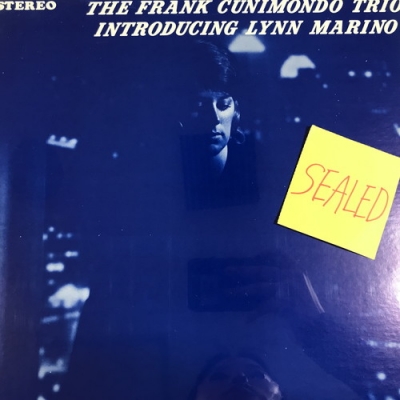 STEREO
THE FRANK CUNIMONDO TRIO
INTRODUCING LYNN MARINO
SEALED